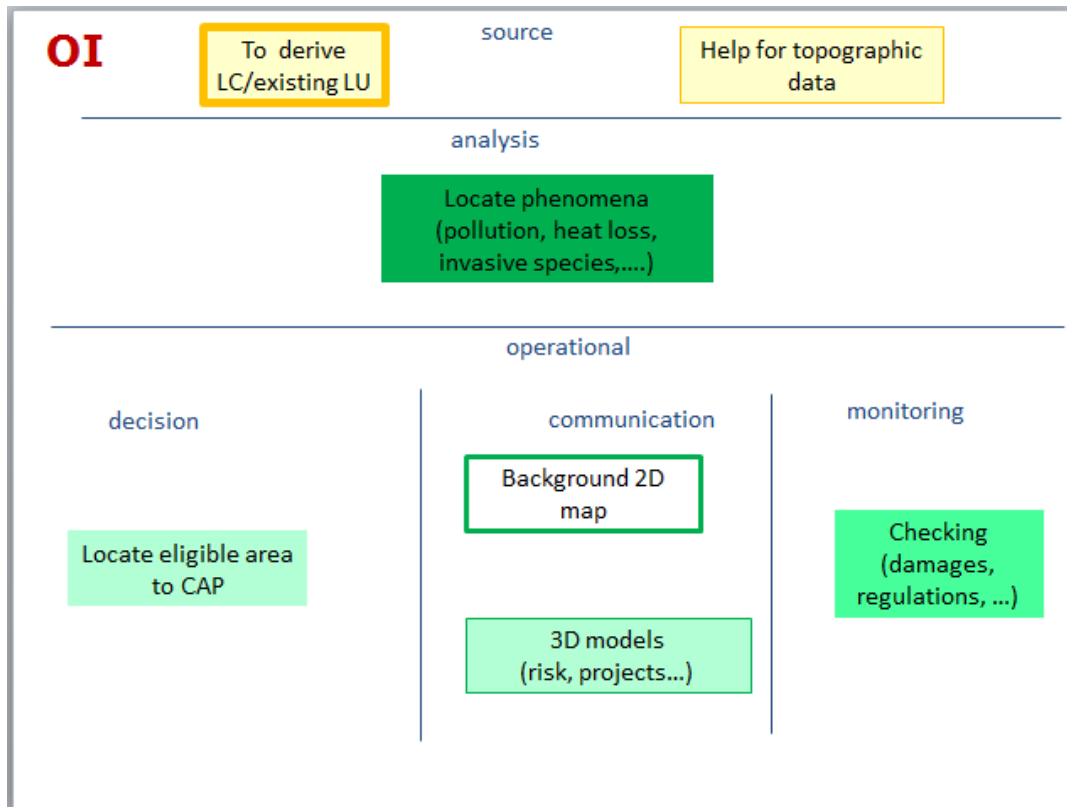 OI
source
To derive
LC/existing LU
Help for topographic
data
analysis
Locate phenomena
(pollution, heat loss,
invasive species,....)
operational
decision
communication
monitoring
Background 2D
map
Locate eligible area
to CAP
Checking
(damages,
regulations, ...)
3D models
(risk, projects...)